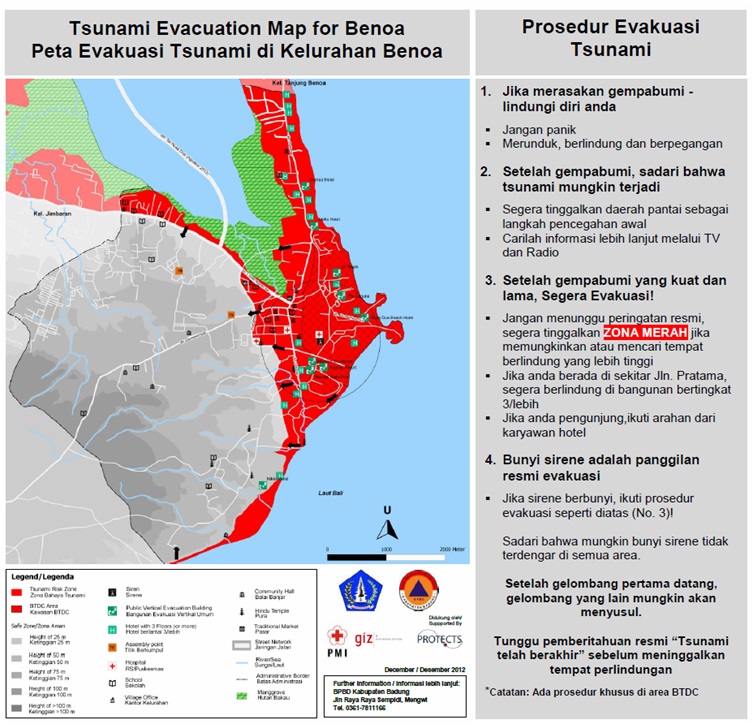 Tsunami Evacuation Map for Benoa
Peta Evakuasi Tsunami di Kelurahan Benoa
Kel. Tanjung Benoa
Kel. Jimbaran
Laut Bali
U
0
1000
2000 Meter
Legend/Legenda
Tsunami Risk Zone
Zona Bahaya Tsunami
BTDC Area
Kawasan BTDC
Safe Zone/Zona Aman
Height of 25 m
Ketinggian 25 m
Height of 50 m
Ketinggian 50 m
Height of 75 m
Ketinggian 75 m
Height of 100 m
Ketinggian 100 m
Height of >100 m
Ketinggian >100 m
Siren
Sirene
Public Vertical Evacuation Building
Bangunan Evakuasi Vertikal Umum
Hotel with 3 Floors (or more)
Hotel berlantai 3/lebih
Assembly point
Titik Berkumpul
Hospital
RS/Puskesmas
School
Sekolah
Village Office
Kantor Kelurahan
Community Hall
Balai Banjar
Hindu Temple
Pura
Traditional Market
Pasar
Street Network
Jaringan Jalan
River/Sea
Sungai/Laut
Administrative Border
Batas Administrasi
Manggrove
Hutan Bakau
Didukung oleh/
Supported By
PMI
giz
PROTECTS
December / Desember 2012
Further Information / Informasi lebih lanjut:
BPBD Kabupaten Badung
Jln Raya Raya Sempidi, Mengwi
Tel. 0361-7811166
Prosedur Evakuasi
Tsunami
1. Jika merasakan gempabumi -
lindungi diri anda
▪ Jangan panik
▪ Merunduk, berlindung dan berpegangan
2. Setelah gempabumi, sadari bahwa
tsunami mungkin terjadi
▪ Segera tinggalkan daerah pantai sebagai
langkah pencegahan awal
▪ Carilah informasi lebih lanjut melalui TV
dan Radio
3. Setelah gempabumi yang kuat dan
lama, Segera Evakuasi!
▪ Jangan menunggu peringatan resmi,
segera tinggalkan ZONA MERAH jika
memungkinkan atau mencari tempat
berlindung yang lebih tinggi
▪ Jika anda berada di sekitar Jln. Pratama,
segera berlindung di bangunan bertingkat
3/lebih
▪ Jika anda pengunjung,ikuti arahan dari
karyawan hotel
4. Bunyi sirene adalah panggilan
resmi evakuasi
▪ Jika sirene berbunyi, ikuti prosedur
evakuasi seperti diatas (No. 3)!
Sadari bahwa mungkin bunyi sirene tidak
terdengar di semua area.
Setelah gelombang pertama datang,
gelombang yang lain mungkin akan
menyusul.
Tunggu pemberitahuan resmi “Tsunami
telah berakhir” sebelum meninggalkan
tempat perlindungan
*Catatan: Ada prosedur khusus di area BTDC